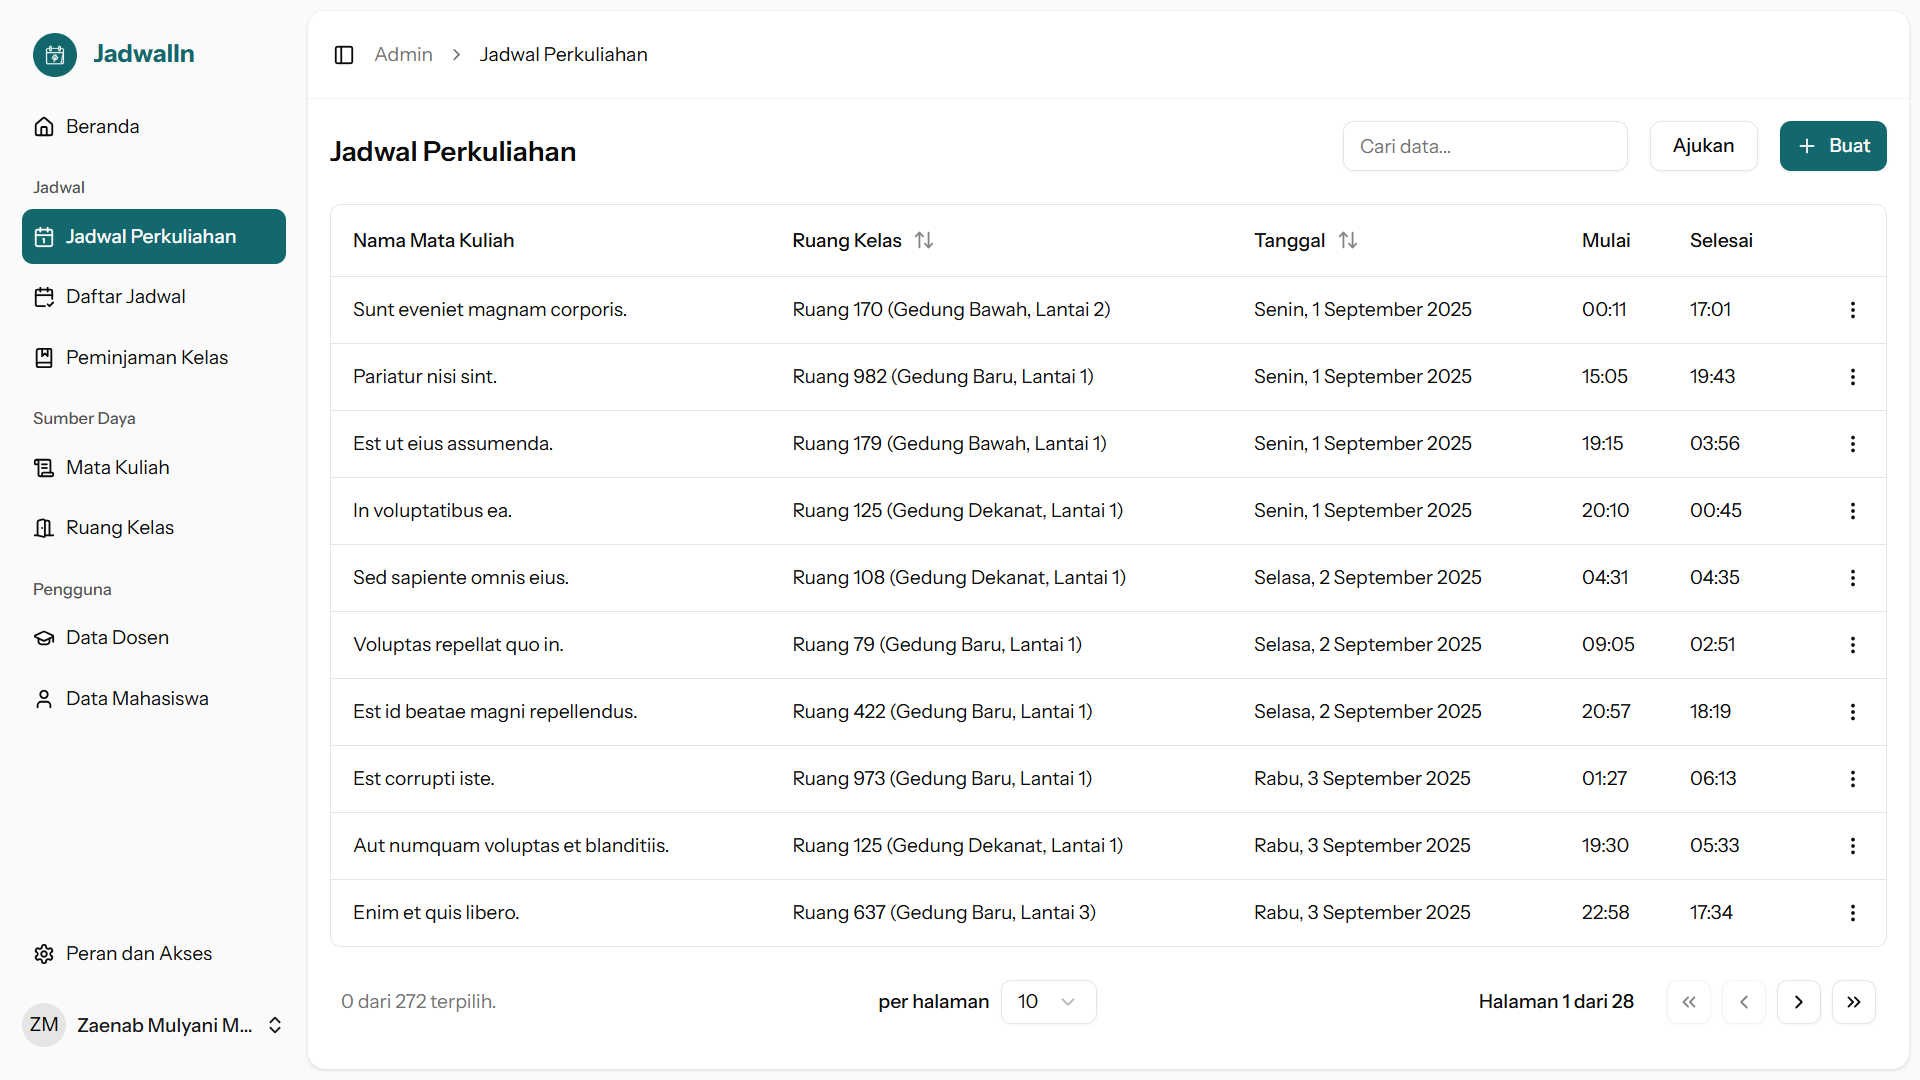 JadwalIn
Beranda
Jadwal
Jadwal Perkuliahan
Daftar Jadwal
Peminjaman Kelas
Sumber Daya
Mata Kuliah
Ruang Kelas
Pengguna
Data Dosen
Data Mahasiswa
Peran dan Akses
ZM Zaenab Mulyani M...
Admin > Jadwal Perkuliahan
Jadwal Perkuliahan
Cari data...
Ajukan
+ Buat
Nama Mata Kuliah Ruang Kelas Tanggal Mulai Selesai
Sunt eveniet magnam corporis. Ruang 170 (Gedung Bawah, Lantai 2) Senin, 1 September 2025 00:11 17:01
Pariatur nisi sint. Ruang 982 (Gedung Baru, Lantai 1) Senin, 1 September 2025 15:05 19:43
Est ut eius assumenda. Ruang 179 (Gedung Bawah, Lantai 1) Senin, 1 September 2025 19:15 03:56
In voluptatibus ea. Ruang 125 (Gedung Dekanat, Lantai 1) Senin, 1 September 2025 20:10 00:45
Sed sapiente omnis eius. Ruang 108 (Gedung Dekanat, Lantai 1) Selasa, 2 September 2025 04:31 04:35
Voluptas repellat quo in. Ruang 79 (Gedung Baru, Lantai 1) Selasa, 2 September 2025 09:05 02:51
Est id beatae magni repellendus. Ruang 422 (Gedung Baru, Lantai 1) Selasa, 2 September 2025 20:57 18:19
Est corrupti iste. Ruang 973 (Gedung Baru, Lantai 1) Rabu, 3 September 2025 01:27 06:13
Aut numquam voluptas et blanditiis. Ruang 125 (Gedung Dekanat, Lantai 1) Rabu, 3 September 2025 19:30 05:33
Enim et quis libero. Ruang 637 (Gedung Baru, Lantai 3) Rabu, 3 September 2025 22:58 17:34
0 dari 272 terpilih. per halaman 10 Halaman 1 dari 28